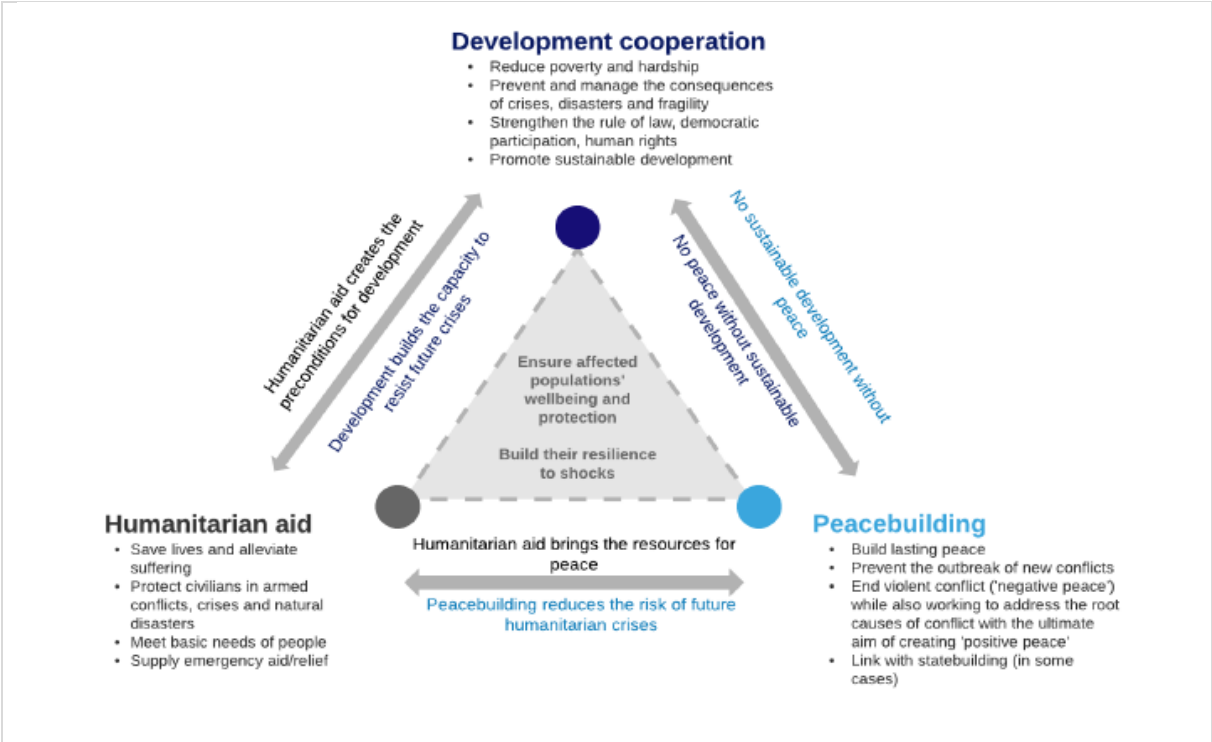 Development cooperation
• Reduce poverty and hardship
• Prevent and manage the consequences
of crises, disasters and fragility
• Strengthen the rule of law, democratic
participation, human rights
• Promote sustainable development
Humanitarian aid creates the
preconditions for development
Development builds the capacity to
resist future crises
No sustainable development without
peace
No peace without sustainable
development
Ensure affected
populations'
wellbeing and
protection
Build their resilience
to shocks
Humanitarian aid
• Save lives and alleviate
suffering
• Protect civilians in armed
conflicts, crises and natural
disasters
• Meet basic needs of people
• Supply emergency aid/relief
Humanitarian aid brings the resources for
peace
Peacebuilding reduces the risk of future
humanitarian crises
Peacebuilding
• Build lasting peace
• Prevent the outbreak of new conflicts
• End violent conflict ('negative peace')
while also working to address the root
causes of conflict with the ultimate
aim of creating 'positive peace'
• Link with statebuilding (in some
cases)